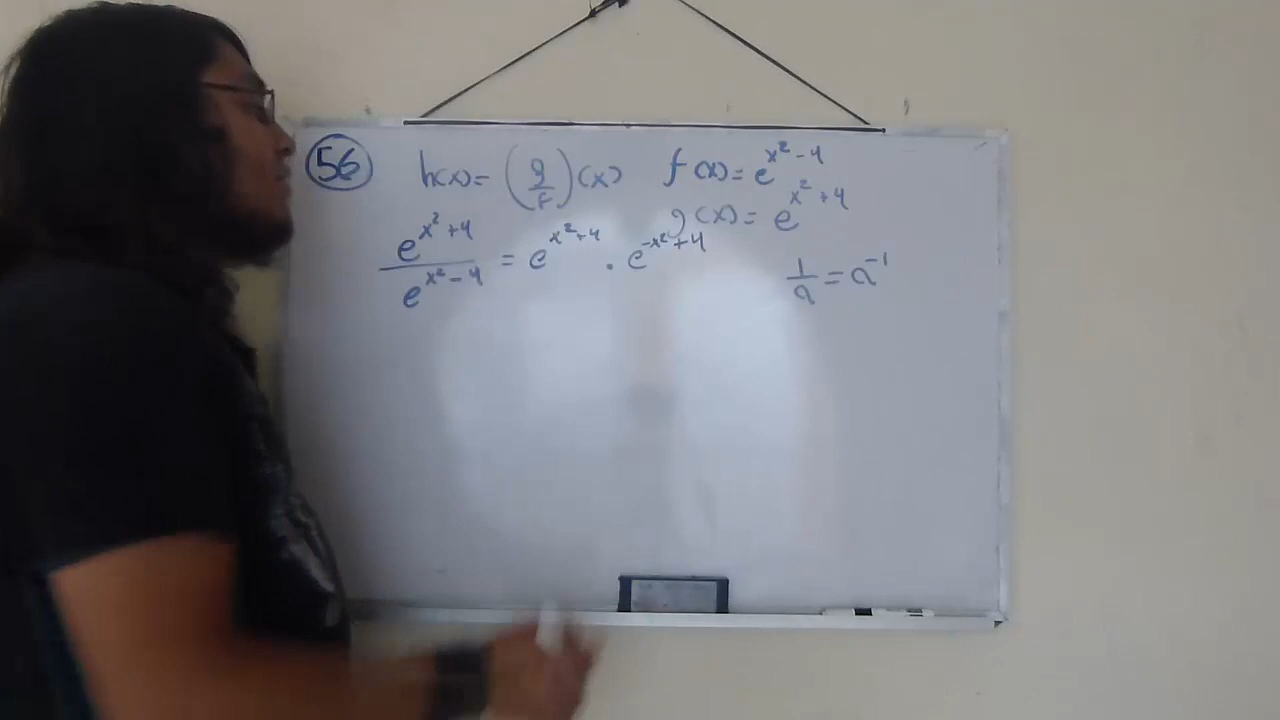 56 h(x) = (g/f)(x) f(x) = e^(x²-4)
g(x) = e^(x²+4)
e^(x²+4) / e^(x²-4) = e^(x²+4) · e^(-x²+4) 1/a = a^(-1)